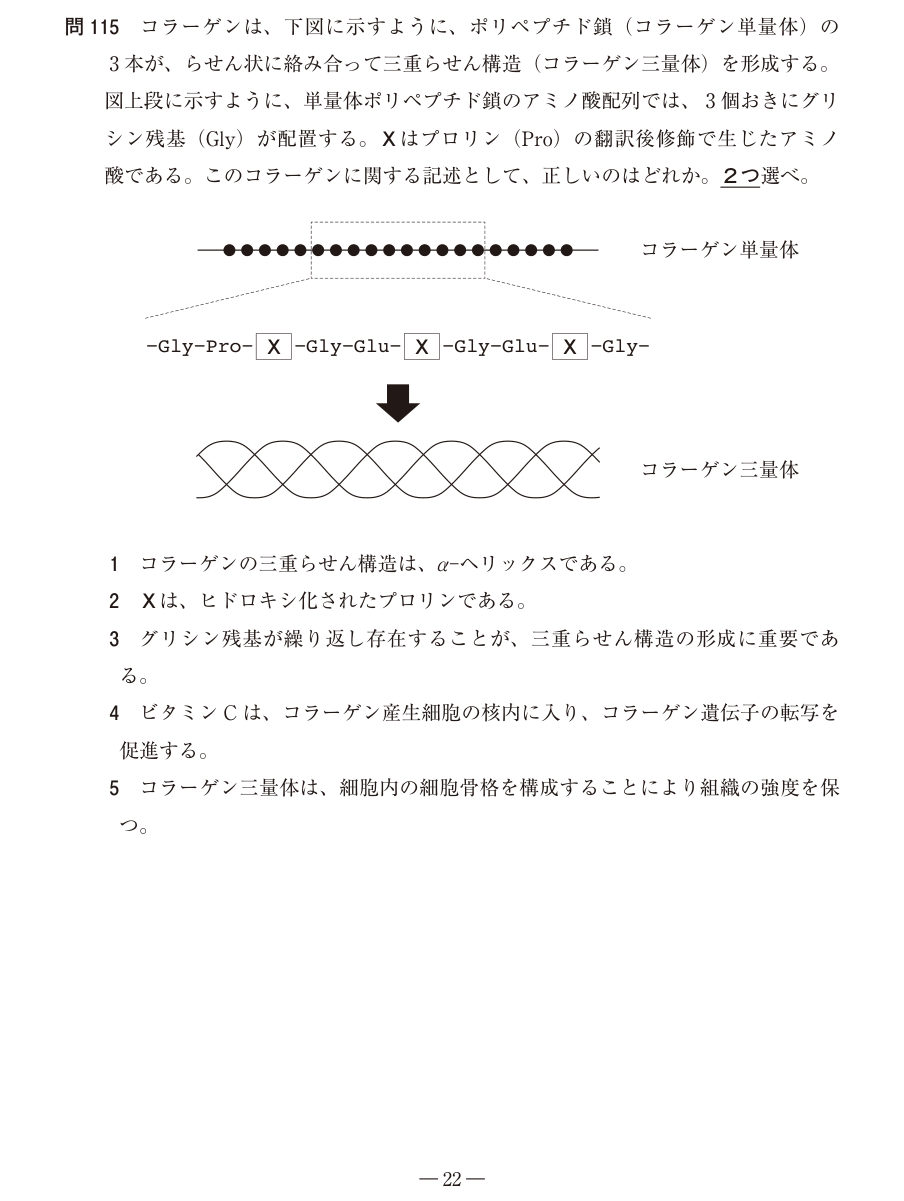 問 115　コラーゲンは、下図に示すように、ポリペプチド鎖（コラーゲン単量体）の
3 本が、らせん状に絡み合って三重らせん構造（コラーゲン三量体）を形成する。
図上段に示すように、単量体ポリペプチド鎖のアミノ酸配列では、3 個おきにグリ
シン残基（Gly）が配置する。X はプロリン（Pro）の翻訳後修飾で生じたアミノ
酸である。このコラーゲンに関する記述として、正しいのはどれか。２つ選べ。
コラーゲン単量体
-Gly-Pro- X -Gly-Glu- X -Gly-Glu- X -Gly-
コラーゲン三量体
1　コラーゲンの三重らせん構造は、α-ヘリックスである。
2　X は、ヒドロキシ化されたプロリンである。
3　グリシン残基が繰り返し存在することが、三重らせん構造の形成に重要であ
る。
4　ビタミン C は、コラーゲン産生細胞の核内に入り、コラーゲン遺伝子の転写を
促進する。
5　コラーゲン三量体は、細胞内の細胞骨格を構成することにより組織の強度を保
つ。
— 22 —